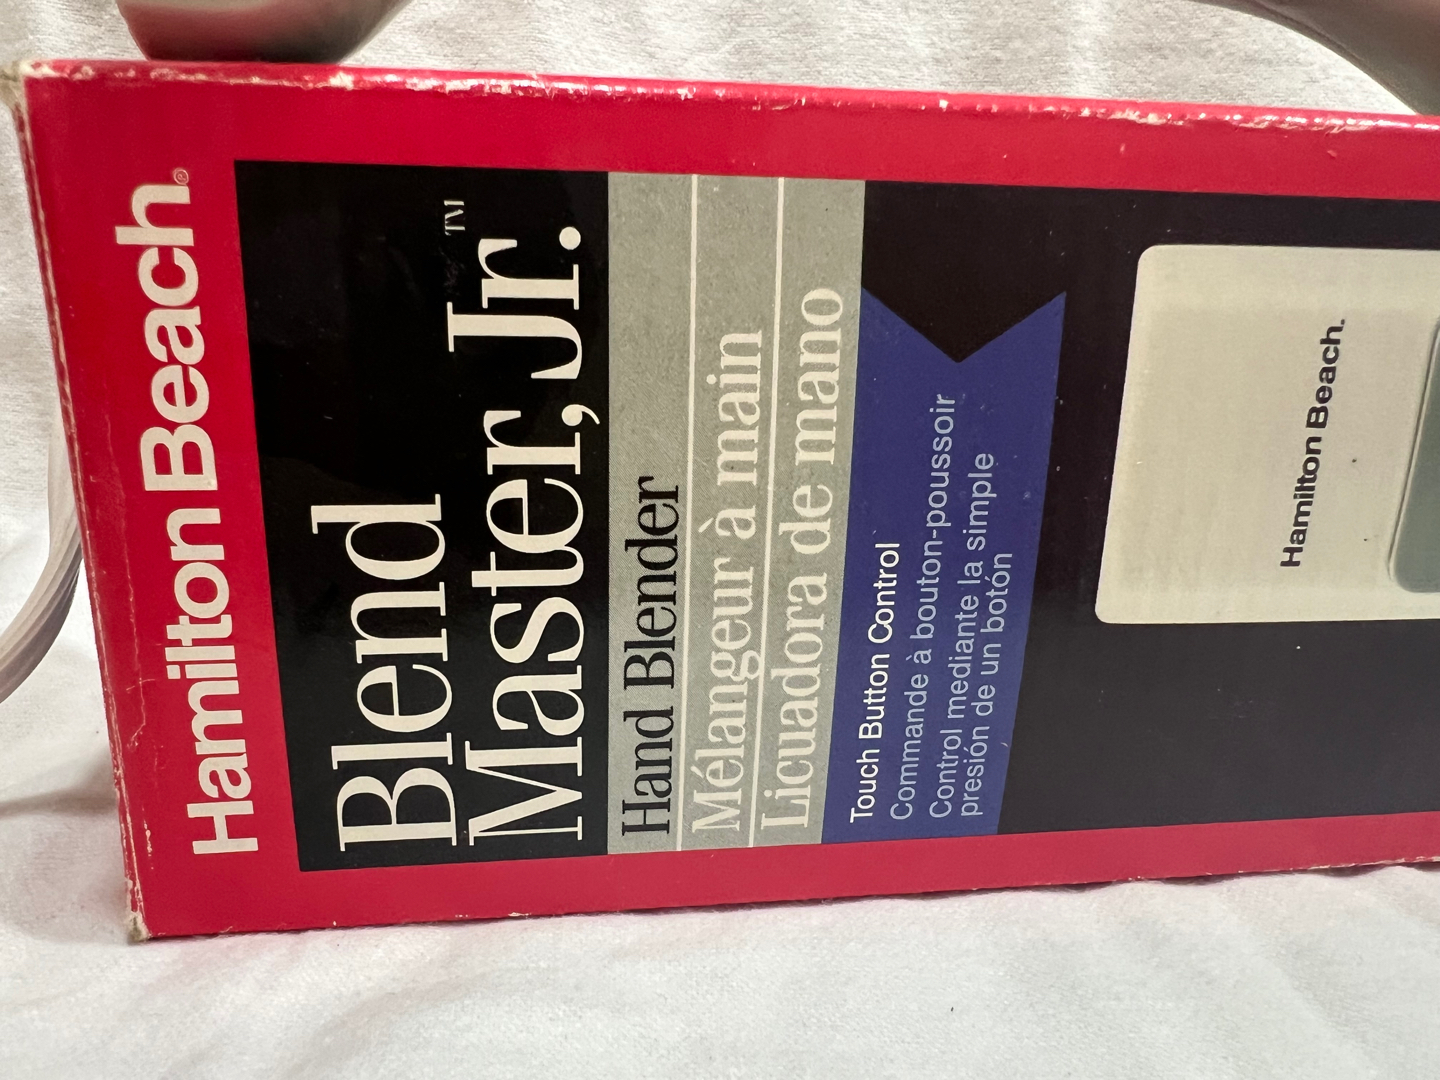 Hamilton Beach®
Blend
Master, Jr.™
Hand Blender
Mélangeur à main
Licuadora de mano
Touch Button Control
Commande à bouton-poussoir
Control mediante la simple
presión de un botón
Hamilton Beach.